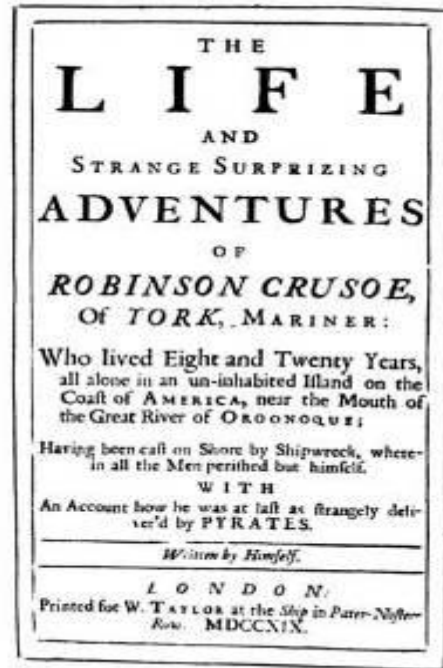 THE
LIFE
AND
STRANGE SURPRIZING
ADVENTURES
OF
ROBINSON CRUSOE,
Of YORK, MARINER:
Who lived Eight and Twenty Years,
all alone in an un-inhabited Iſland on the
Coaſt of AMERICA, near the Mouth of
the Great River of OROONOQUE;
Having been caſt on Shore by Shipwreck, where-
in all the Men periſhed but himſelf.
WITH
An Account how he was at laſt as ſtrangely deli-
ver'd by PYRATES.
Written by Himſelf.
LONDON:
Printed for W. TAYLOR at the Ship in Pater-Noſter-
Row. MDCCXIX.